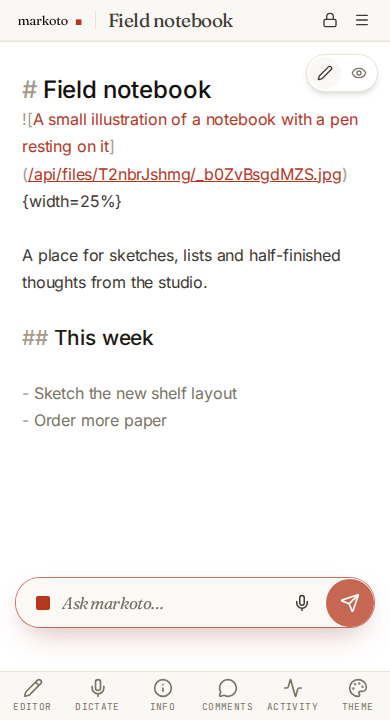 markoto
Field notebook
# Field notebook
![A small illustration of a notebook with a pen
resting on it]
(/api/files/T2nbrJshmg/_b0ZvBsgdMZS.jpg)
{width=25%}
A place for sketches, lists and half-finished
thoughts from the studio.
## This week
- Sketch the new shelf layout
- Order more paper
Ask markoto...
EDITOR
DICTATE
INFO
COMMENTS
ACTIVITY
THEME